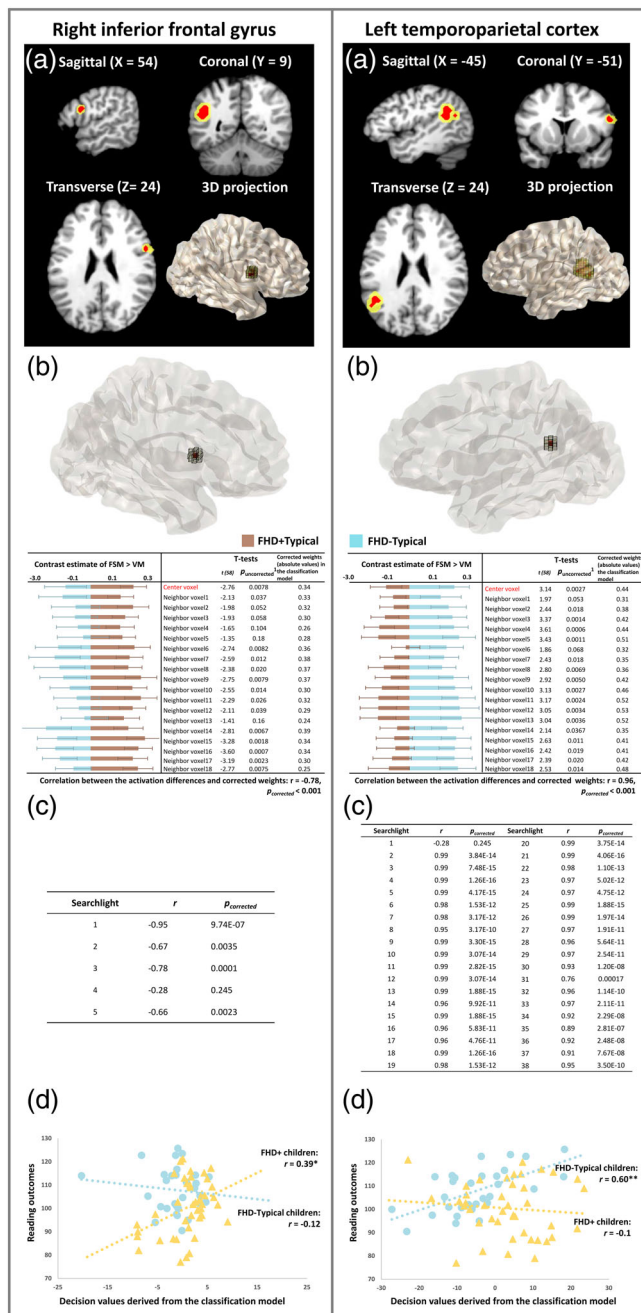 Right inferior frontal gyrus
(a)
Sagittal (X = 54)
Coronal (Y = 9)
Transverse (Z= 24)
3D projection
(b)
FHD+Typical
Contrast estimate of FSM > VM
-3.0 -0.1 0.1 0.3
T-tests
t (58) p uncorrected 1
Corrected weights (absolute values) in the classification model
Center voxel -2.76 0.0078 0.34
Neighbor voxel1 -2.13 0.037 0.33
Neighbor voxel2 -1.98 0.052 0.32
Neighbor voxel3 -1.93 0.058 0.30
Neighbor voxel4 -1.65 0.104 0.26
Neighbor voxel5 -1.35 0.18 0.28
Neighbor voxel6 -2.74 0.0082 0.36
Neighbor voxel7 -2.59 0.012 0.38
Neighbor voxel8 -2.38 0.020 0.37
Neighbor voxel9 -2.75 0.0079 0.37
Neighbor voxel10 -2.55 0.014 0.30
Neighbor voxel11 -2.29 0.026 0.32
Neighbor voxel12 -2.11 0.039 0.29
Neighbor voxel13 -1.41 0.16 0.24
Neighbor voxel14 -2.81 0.0067 0.39
Neighbor voxel15 -3.28 0.0018 0.34
Neighbor voxel16 -3.60 0.0007 0.34
Neighbor voxel17 -3.19 0.0023 0.30
Neighbor voxel18 -2.77 0.0075 0.25
Correlation between the activation differences and corrected weights: r = -0.78,
p corrected < 0.001
(c)
Searchlight r p corrected
1 -0.95 9.74E-07
2 -0.67 0.0035
3 -0.78 0.0001
4 -0.28 0.245
5 -0.66 0.0023
(d)
Reading outcomes
130
120
110
100
90
80
70
-25 -15 -5 5 15 25
FHD+ children:
r = 0.39*
FHD-Typical children:
r = -0.12
Decision values derived from the classification model
Left temporoparietal cortex
(a)
Sagittal (X = -45)
Coronal (Y = -51)
Transverse (Z = 24)
3D projection
(b)
FHD-Typical
Contrast estimate of FSM > VM
-3.0 -0.1 0.1 0.3
T-tests
t (58) p uncorrected 1
Corrected weights (absolute values) in the classification model
Center voxel 3.14 0.0027 0.44
Neighbor voxel1 1.97 0.053 0.31
Neighbor voxel2 2.44 0.018 0.38
Neighbor voxel3 3.37 0.0014 0.42
Neighbor voxel4 3.61 0.0006 0.44
Neighbor voxel5 3.43 0.0011 0.51
Neighbor voxel6 1.86 0.068 0.32
Neighbor voxel7 2.43 0.018 0.35
Neighbor voxel8 2.80 0.0069 0.36
Neighbor voxel9 2.92 0.0050 0.42
Neighbor voxel10 3.13 0.0027 0.46
Neighbor voxel11 3.17 0.0024 0.52
Neighbor voxel12 3.05 0.0034 0.53
Neighbor voxel13 3.04 0.0036 0.52
Neighbor voxel14 2.14 0.0367 0.35
Neighbor voxel15 2.63 0.011 0.41
Neighbor voxel16 2.42 0.019 0.41
Neighbor voxel17 2.39 0.020 0.42
Neighbor voxel18 2.53 0.014 0.48
Correlation between the activation differences and corrected weights: r = 0.96,
p corrected < 0.001
(c)
Searchlight r p corrected Searchlight r p corrected
1 -0.28 0.245 20 0.99 3.75E-14
2 0.99 3.84E-14 21 0.99 4.06E-16
3 0.99 7.48E-15 22 0.98 1.10E-13
4 0.99 1.26E-16 23 0.97 5.02E-12
5 0.99 4.17E-15 24 0.97 4.75E-12
6 0.98 1.53E-12 25 0.99 1.88E-15
7 0.98 3.17E-12 26 0.99 1.97E-14
8 0.95 3.17E-10 27 0.97 1.91E-11
9 0.99 3.30E-15 28 0.96 5.64E-11
10 0.99 3.07E-14 29 0.97 2.54E-11
11 0.99 2.82E-15 30 0.93 1.20E-08
12 0.99 3.07E-14 31 0.76 0.00017
13 0.99 1.88E-15 32 0.96 1.14E-10
14 0.96 9.92E-11 33 0.97 2.11E-11
15 0.99 1.88E-15 34 0.92 2.29E-08
16 0.96 5.83E-11 35 0.89 2.81E-07
17 0.96 4.76E-11 36 0.92 2.48E-08
18 0.99 1.26E-16 37 0.91 7.67E-08
19 0.98 1.53E-12 38 0.95 3.50E-10
(d)
Reading outcomes
130
120
110
100
90
80
70
-30 -20 -10 0 10 20 30
FHD-Typical children:
r = 0.60**
FHD+ children:
r = -0.1
Decision values derived from the classification model